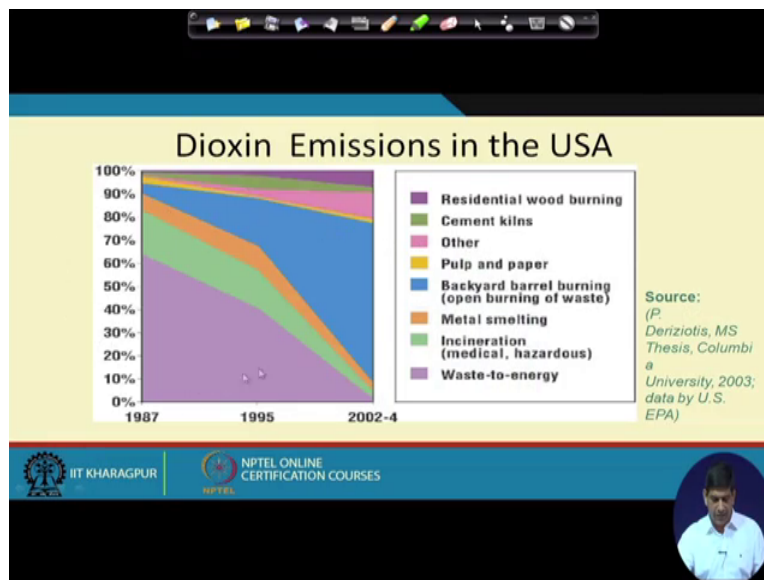 Dioxin Emissions in the USA
100%
90%
80%
70%
60%
50%
40%
30%
20%
10%
0%
1987
1995
2002-4
Residential wood burning
Cement kilns
Other
Pulp and paper
Backyard barrel burning
(open burning of waste)
Metal smelting
Incineration
(medical, hazardous)
Waste-to-energy
Source:
(P.
Deriziotis, MS
Thesis, Columbi
a
University, 2003;
data by U.S.
EPA)
IIT KHARAGPUR
NPTEL
NPTEL ONLINE
CERTIFICATION COURSES